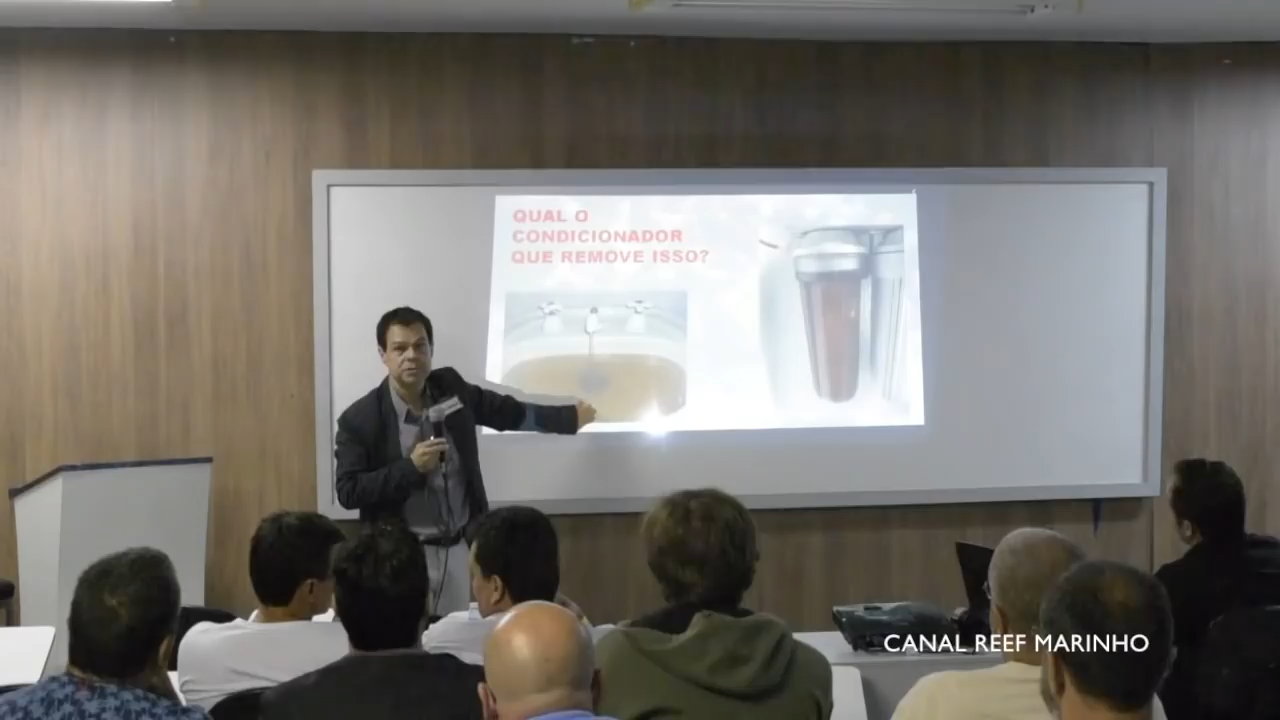 QUAL O
CONDICIONADOR
QUE REMOVE ISSO?
CANAL REEF MARINHO